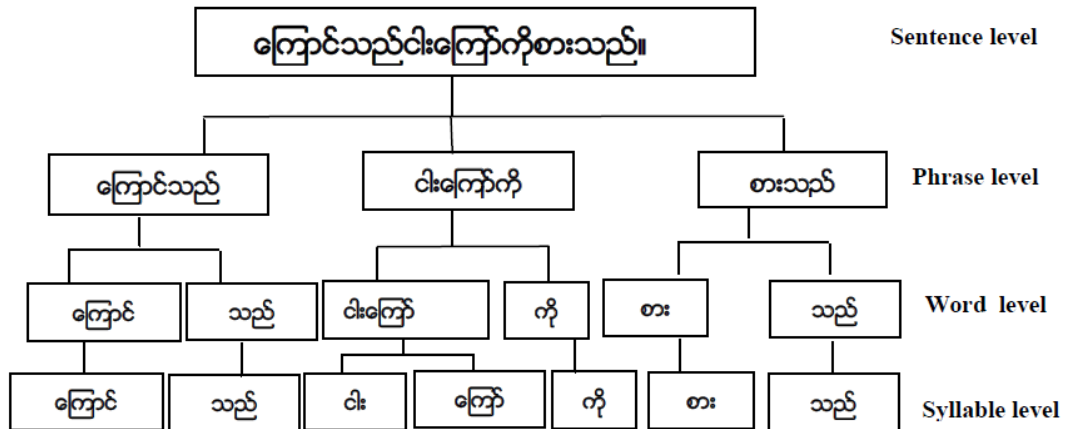 ကြောင်သည်ငါးကြော်ကိုစားသည်။ Sentence level
ကြောင်သည် ငါးကြော်ကို စားသည် Phrase level
ကြောင် သည် ငါးကြော် ကို စား သည် Word level
ကြောင် သည် ငါး ကြော် ကို စား သည် Syllable level